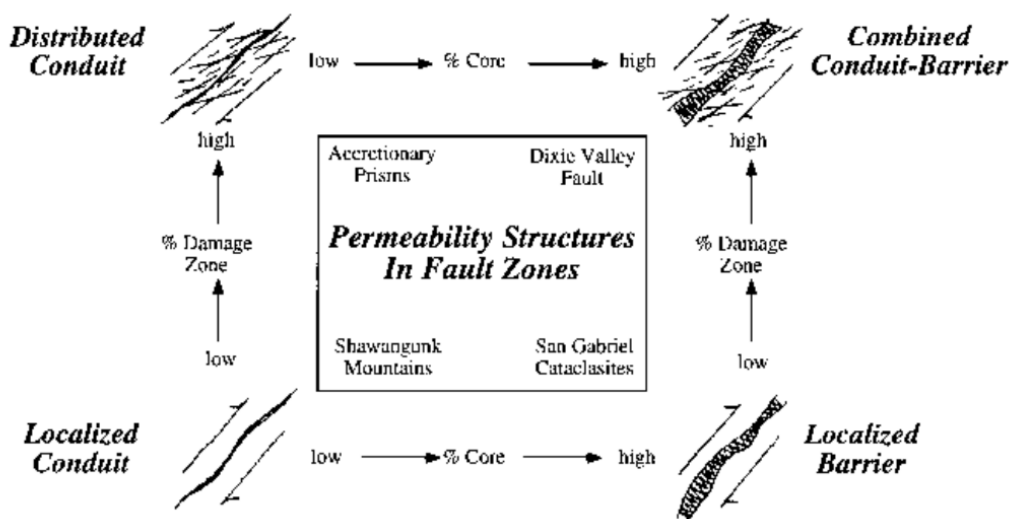 Distributed
Conduit
low
% Core
high
Combined
Conduit-Barrier
high
high
Accretionary
Prisms
Dixie Valley
Fault
% Damage
Zone
Permeability Structures
In Fault Zones
% Damage
Zone
low
Shawangunk
Mountains
San Gabriel
Cataclasites
low
Localized
Conduit
low
% Core
high
Localized
Barrier